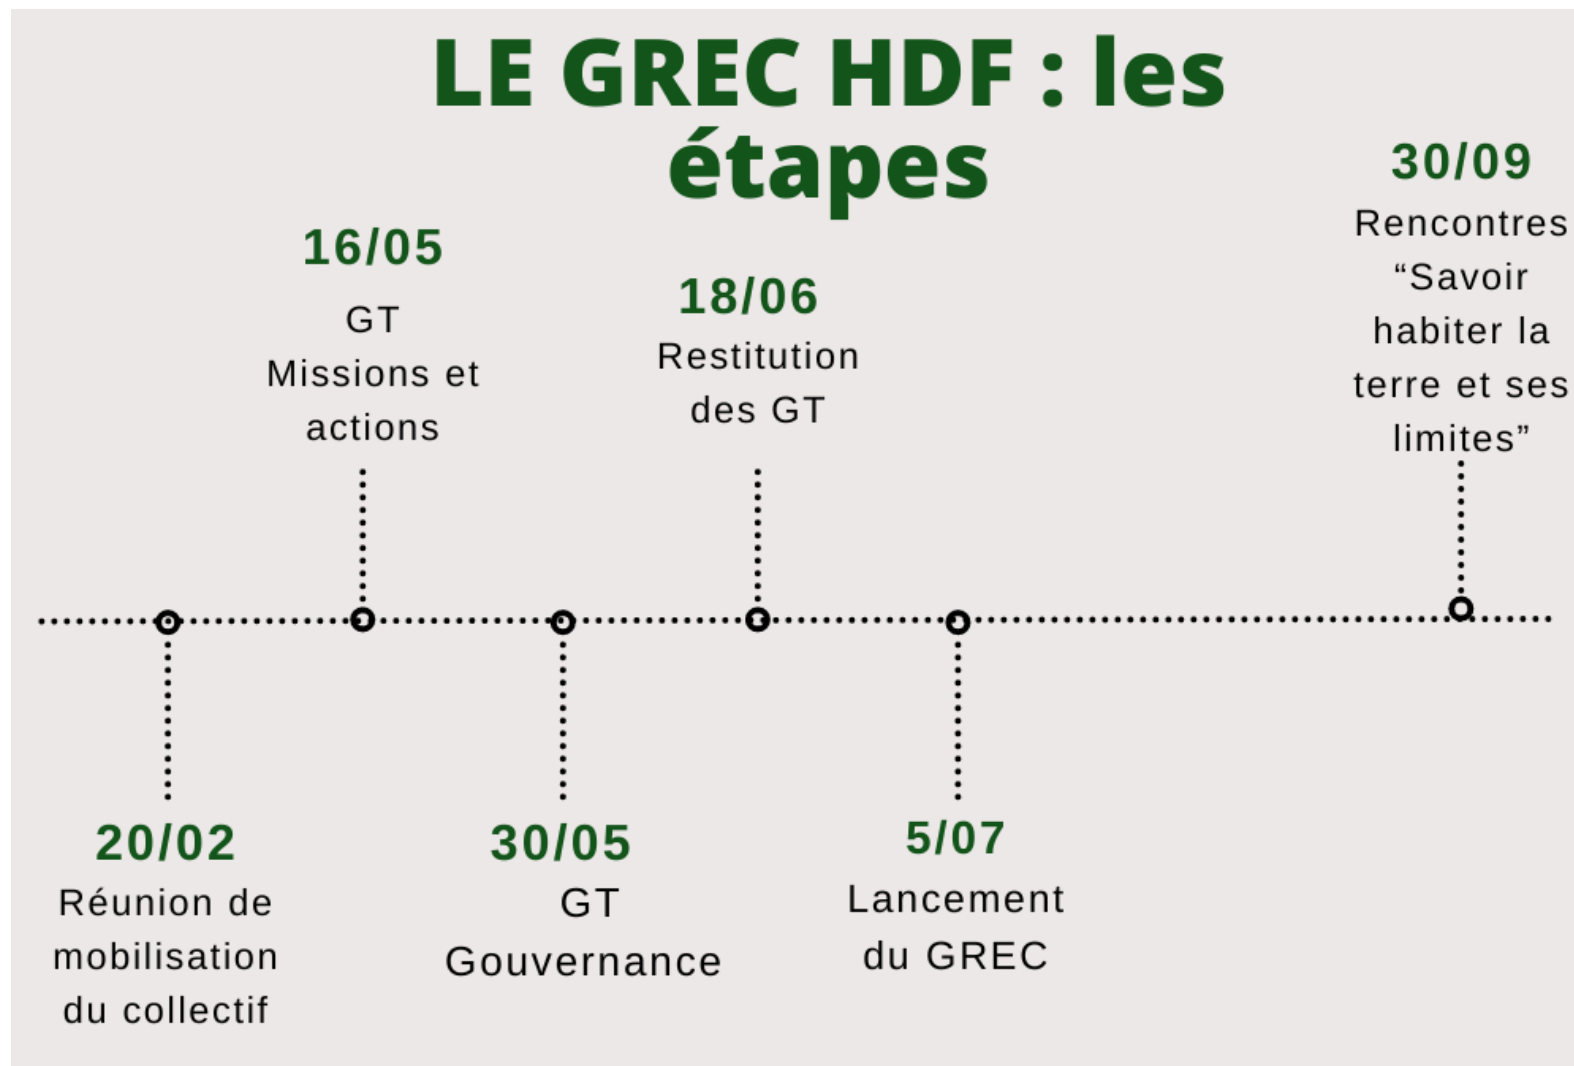 LE GREC HDF : les
étapes
20/02
Réunion de
mobilisation
du collectif
16/05
GT
Missions et
actions
30/05
GT
Gouvernance
18/06
Restitution
des GT
5/07
Lancement
du GREC
30/09
Rencontres
“Savoir
habiter la
terre et ses
limites”